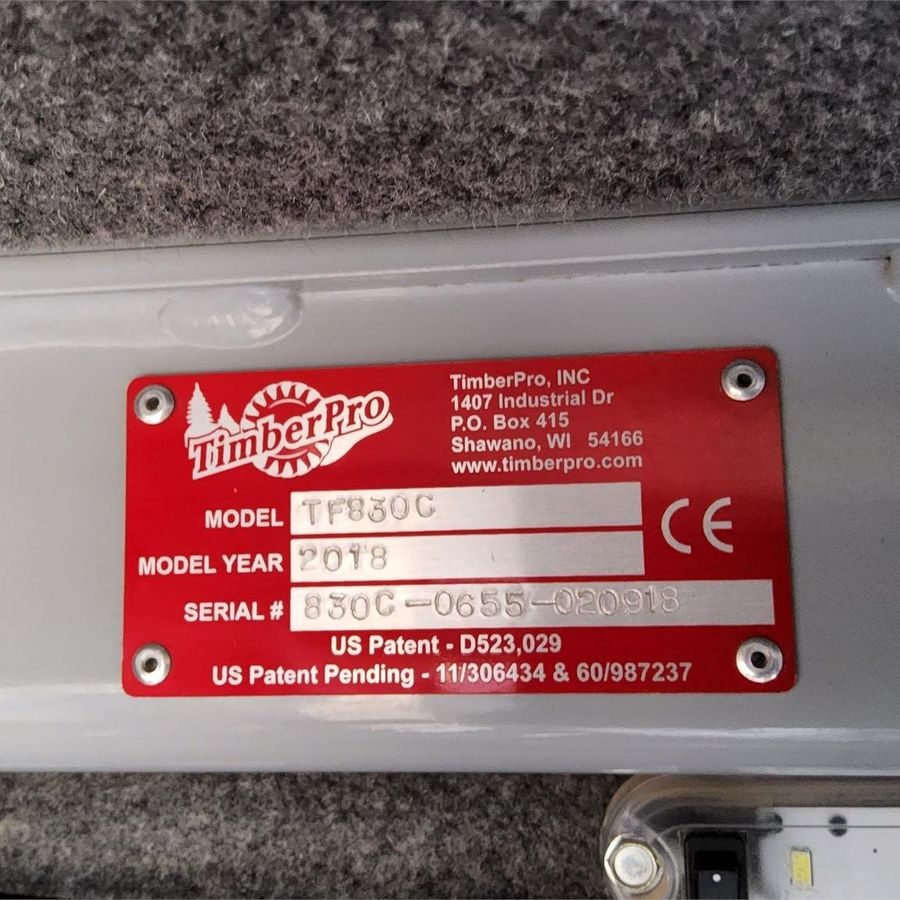 TimberPro
TimberPro, INC
1407 Industrial Dr
P.O. Box 415
Shawano, WI 54166
www.timberpro.com
MODEL TF830C
CE
MODEL YEAR 2018
SERIAL # 830C-0655-020918
US Patent - D523,029
US Patent Pending - 11/306434 & 60/987237